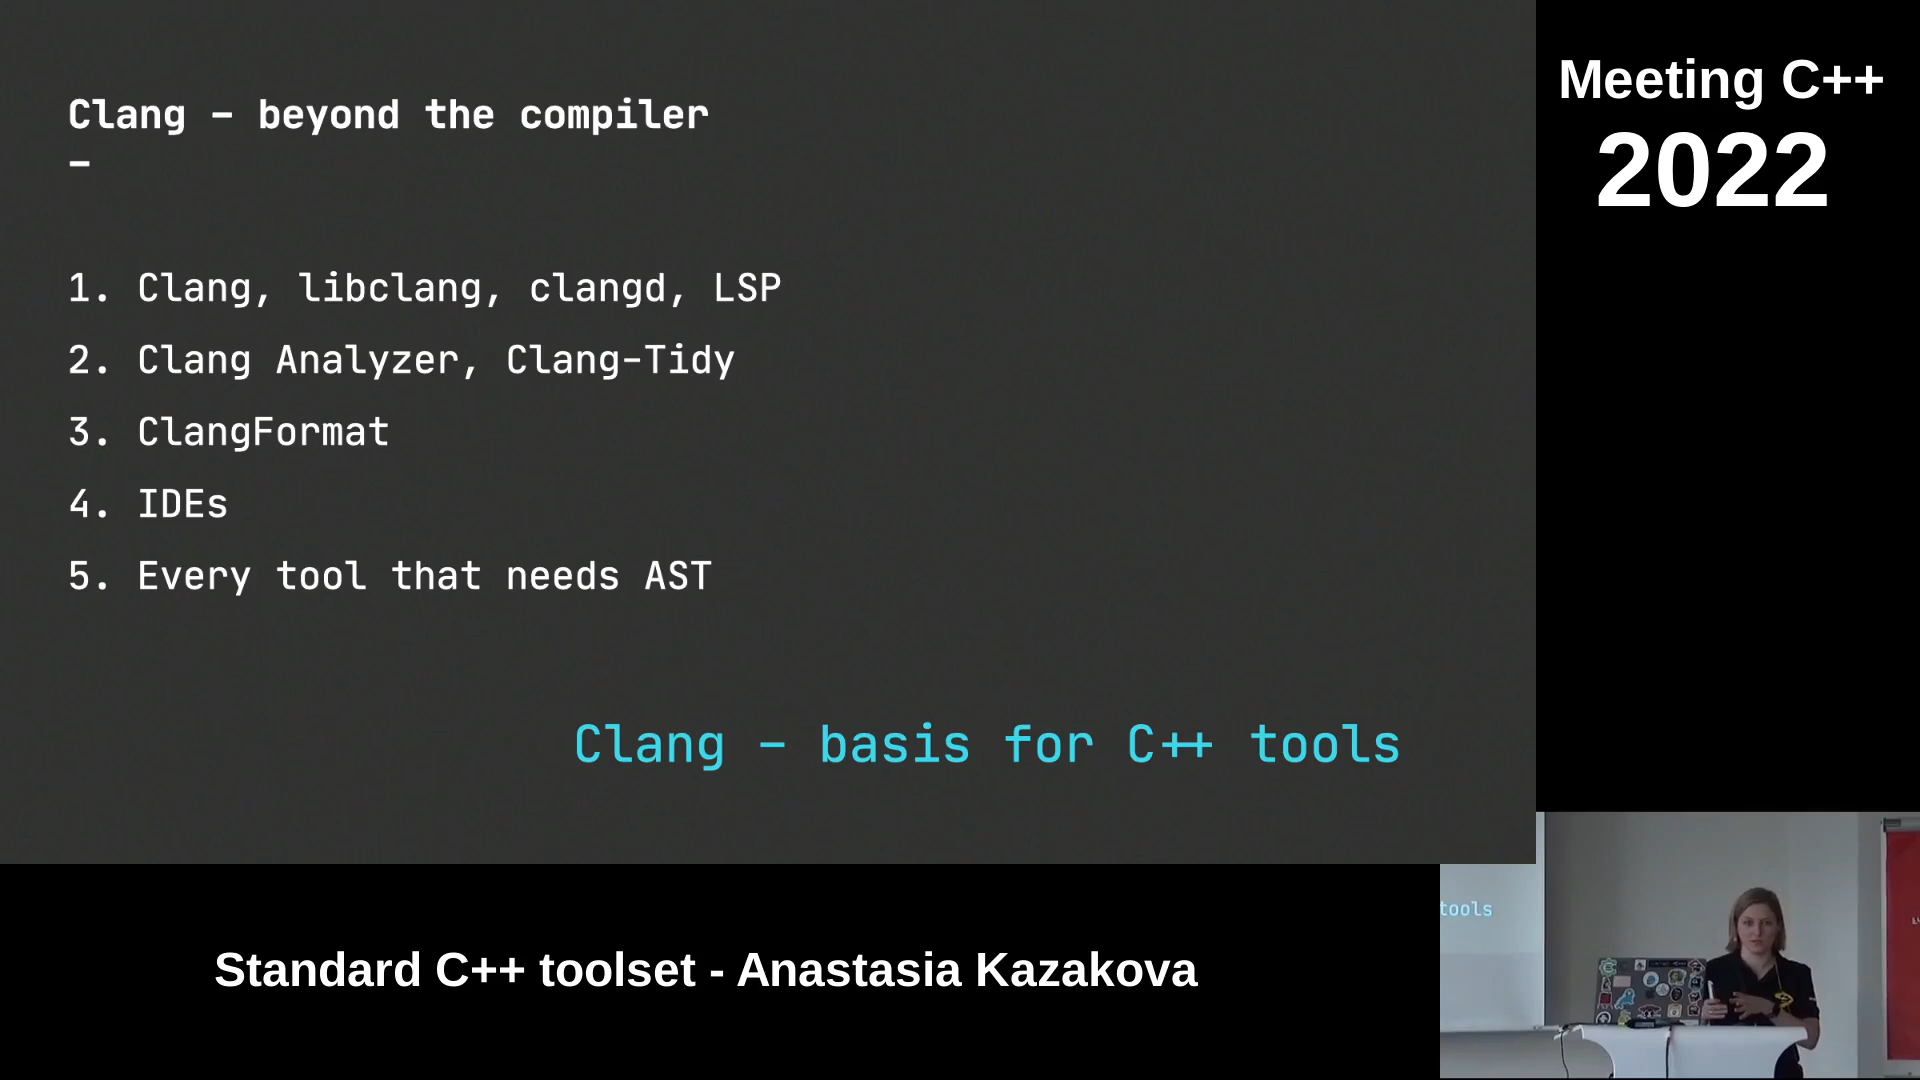 Clang – beyond the compiler
–
1. Clang, libclang, clangd, LSP
2. Clang Analyzer, Clang-Tidy
3. ClangFormat
4. IDEs
5. Every tool that needs AST
Clang – basis for C++ tools
Meeting C++
2022
tools
Standard C++ toolset - Anastasia Kazakova